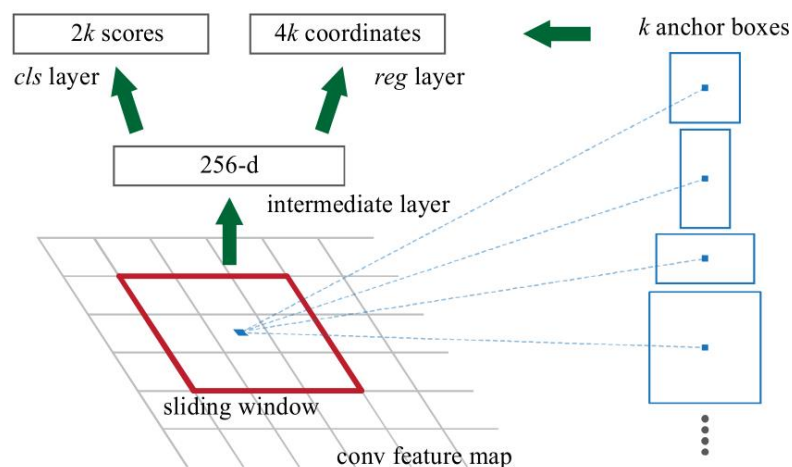 2k scores
4k coordinates
k anchor boxes
cls layer
reg layer
256-d
intermediate layer
sliding window
conv feature map